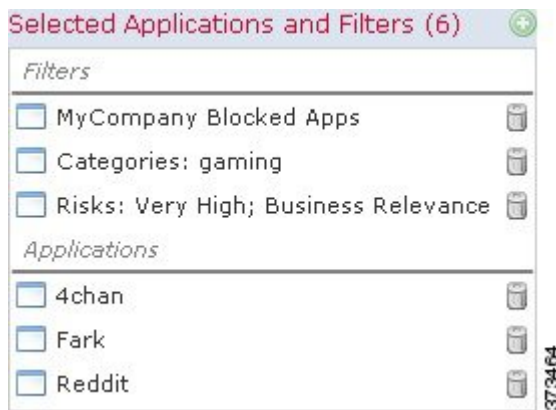 Selected Applications and Filters (6)
Filters
MyCompany Blocked Apps
Categories: gaming
Risks: Very High; Business Relevance
Applications
4chan
Fark
Reddit
373464